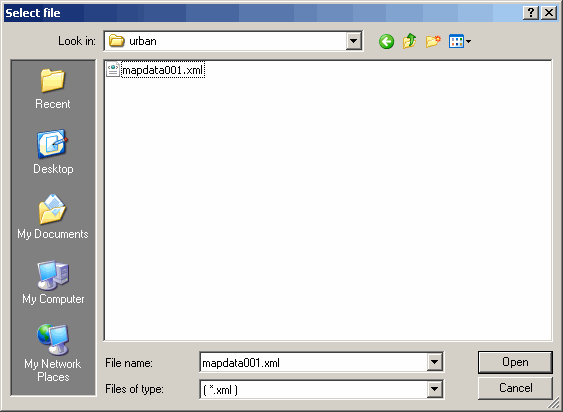 Select file
Look in:
urban
mapdata001.xml
Recent
Desktop
My Documents
My Computer
My Network
Places
File name:
mapdata001.xml
Open
Files of type:
( *.xml )
Cancel